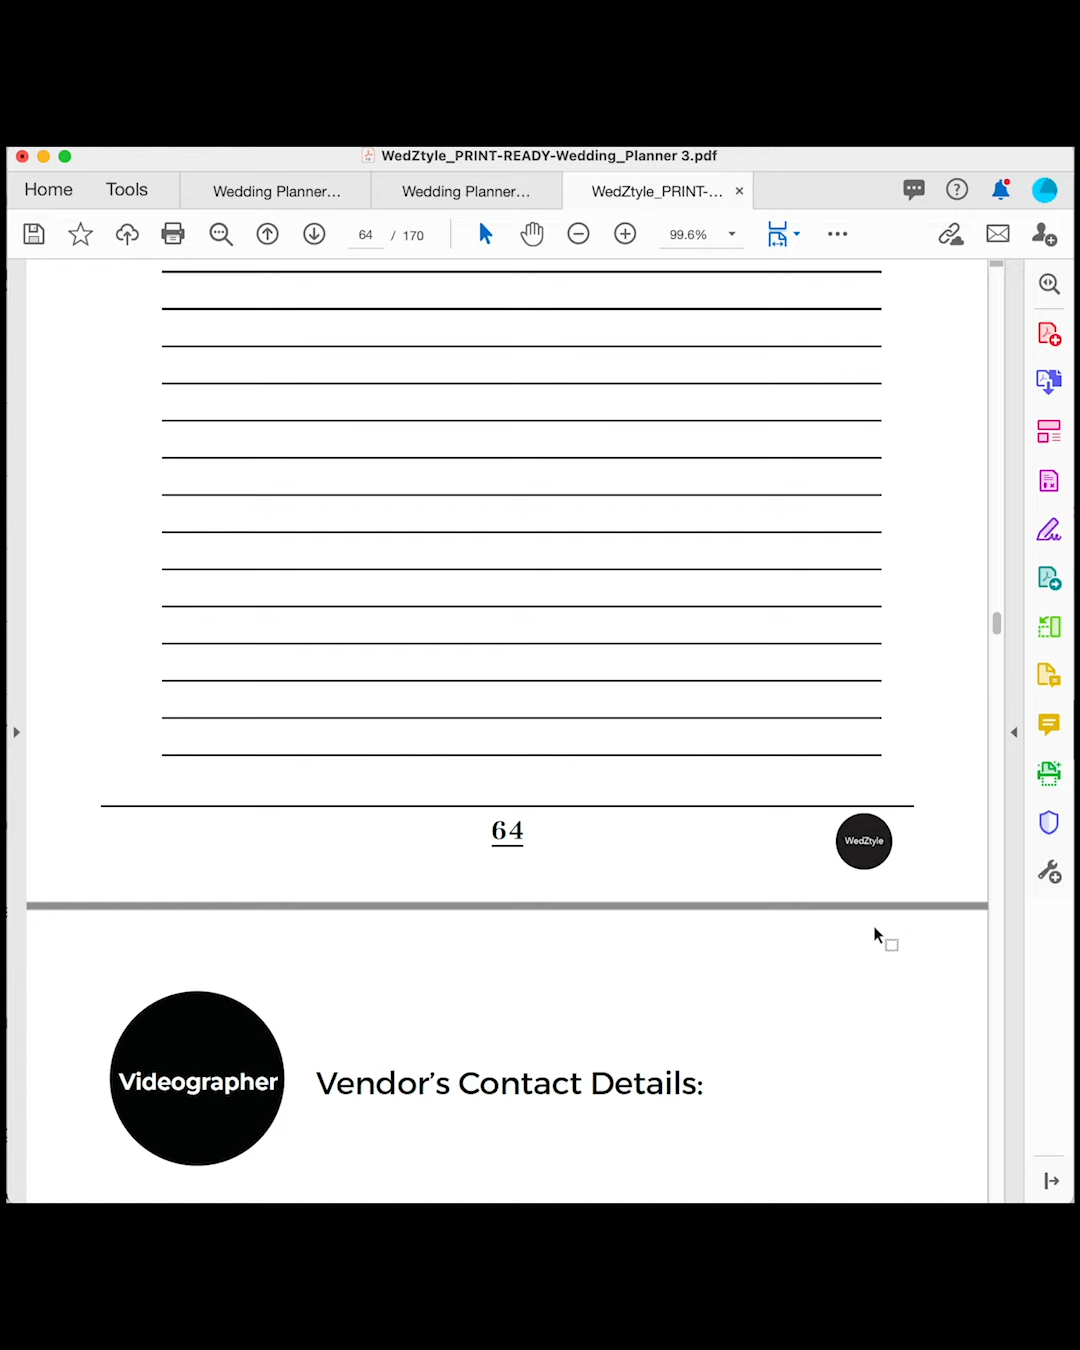 WedZtyle_PRINT-READY-Wedding_Planner 3.pdf
Home Tools Wedding Planner... Wedding Planner... WedZtyle_PRINT-... ×
64 / 170 99.6%
64
WedZtyle
Videographer
Vendor’s Contact Details: